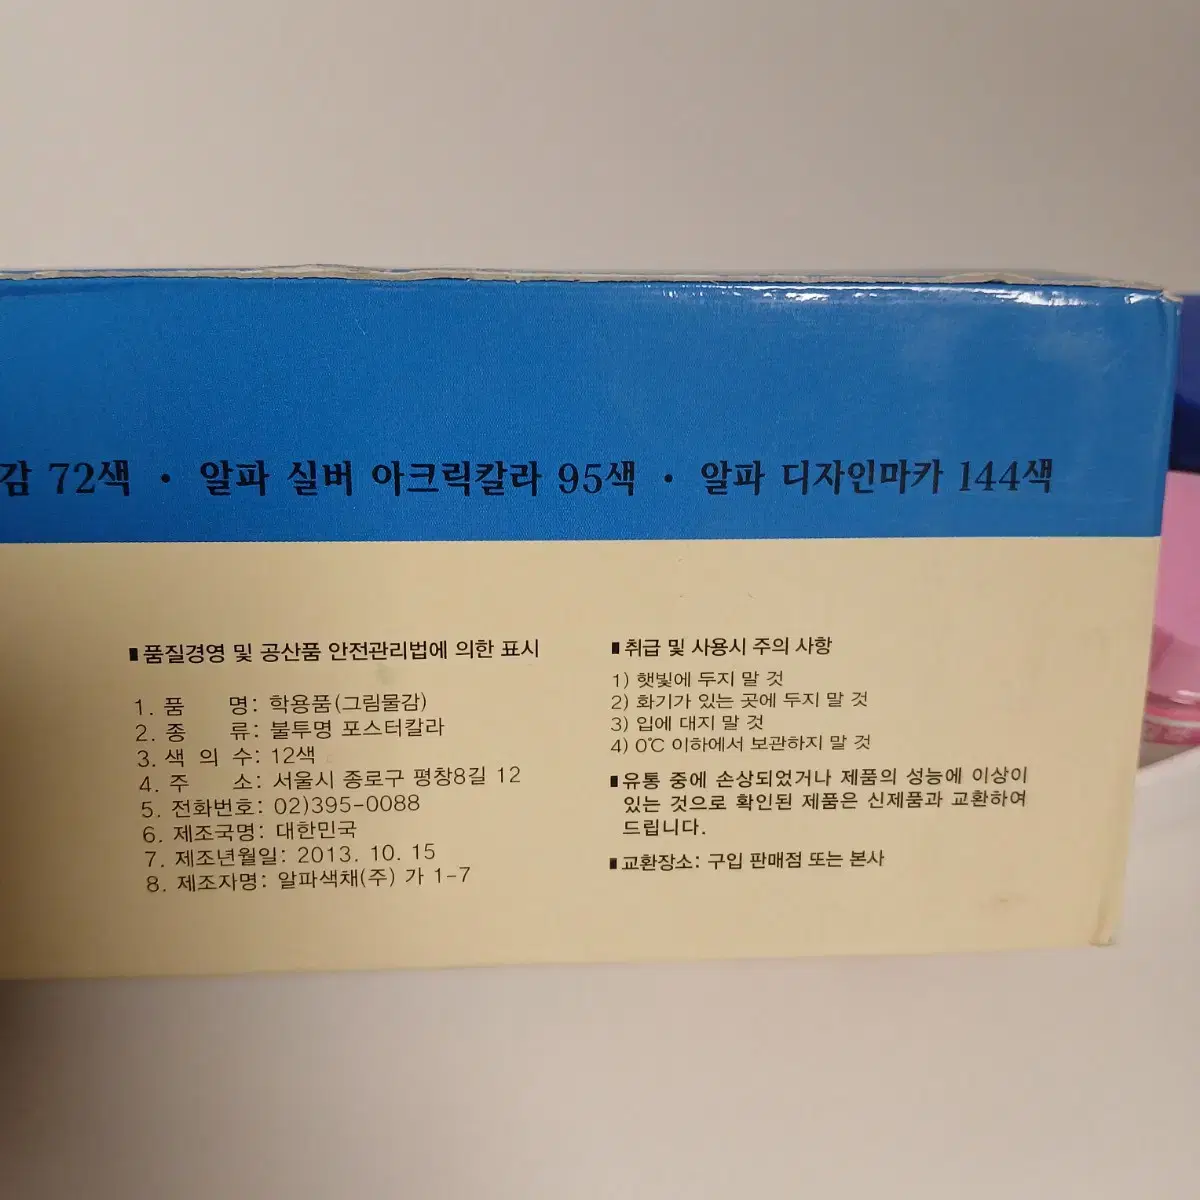 감 72색 · 알파 실버 아크릭칼라 95색 · 알파 디자인마카 144색
■품질경영 및 공산품 안전관리법에 의한 표시
1. 품 명: 학용품(그림물감)
2. 종 류: 불투명 포스터칼라
3. 색 의 수: 12색
4. 주 소: 서울시 종로구 평창8길 12
5. 전화번호: 02)395-0088
6. 제조국명: 대한민국
7. 제조년월일: 2013. 10. 15
8. 제조자명: 알파색채(주) 가 1-7
■취급 및 사용시 주의 사항
1) 햇빛에 두지 말 것
2) 화기가 있는 곳에 두지 말 것
3) 입에 대지 말 것
4) 0℃ 이하에서 보관하지 말 것
■유통 중에 손상되었거나 제품의 성능에 이상이
있는 것으로 확인된 제품은 신제품과 교환하여
드립니다.
■교환장소: 구입 판매점 또는 본사